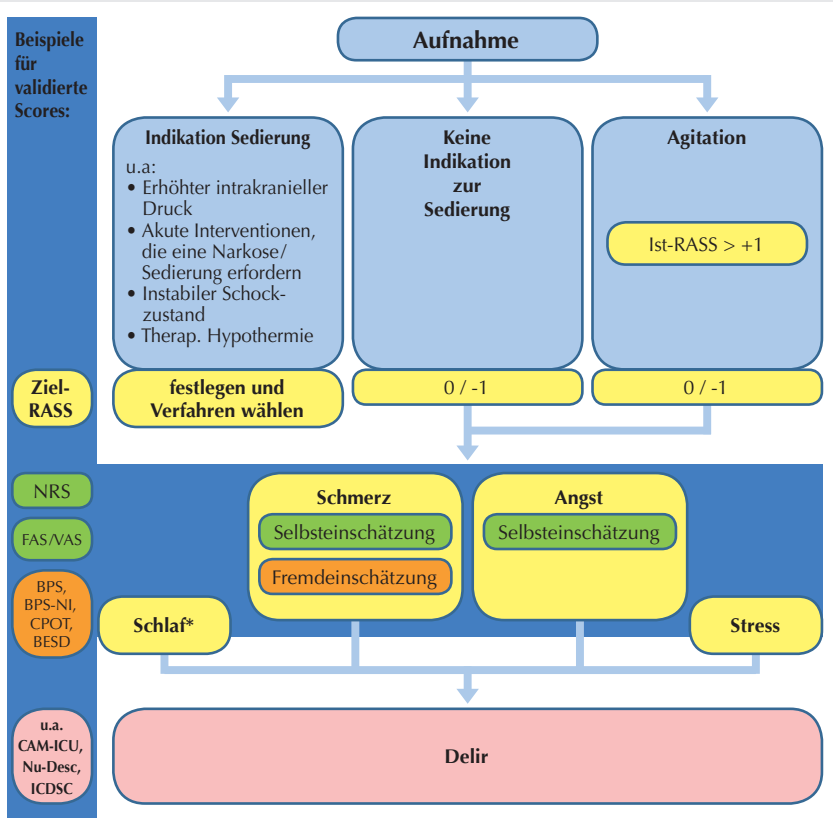 Beispiele
für
validierte
Scores:
Aufnahme
Indikation Sedierung
u.a:
• Erhöhter intrakranieller
Druck
• Akute Interventionen,
die eine Narkose/
Sedierung erfordern
• Instabiler Schock-
zustand
• Therap. Hypothermie
Keine
Indikation
zur
Sedierung
Agitation
Ist-RASS > +1
Ziel-
RASS
festlegen und
Verfahren wählen
0 / -1
0 / -1
NRS
FAS/VAS
BPS,
BPS-NI,
CPOT,
BESD
Schmerz
Selbsteinschätzung
Fremdeinschätzung
Angst
Selbsteinschätzung
Schlaf*
Stress
u.a.
CAM-ICU,
Nu-Desc,
ICDSC
Delir